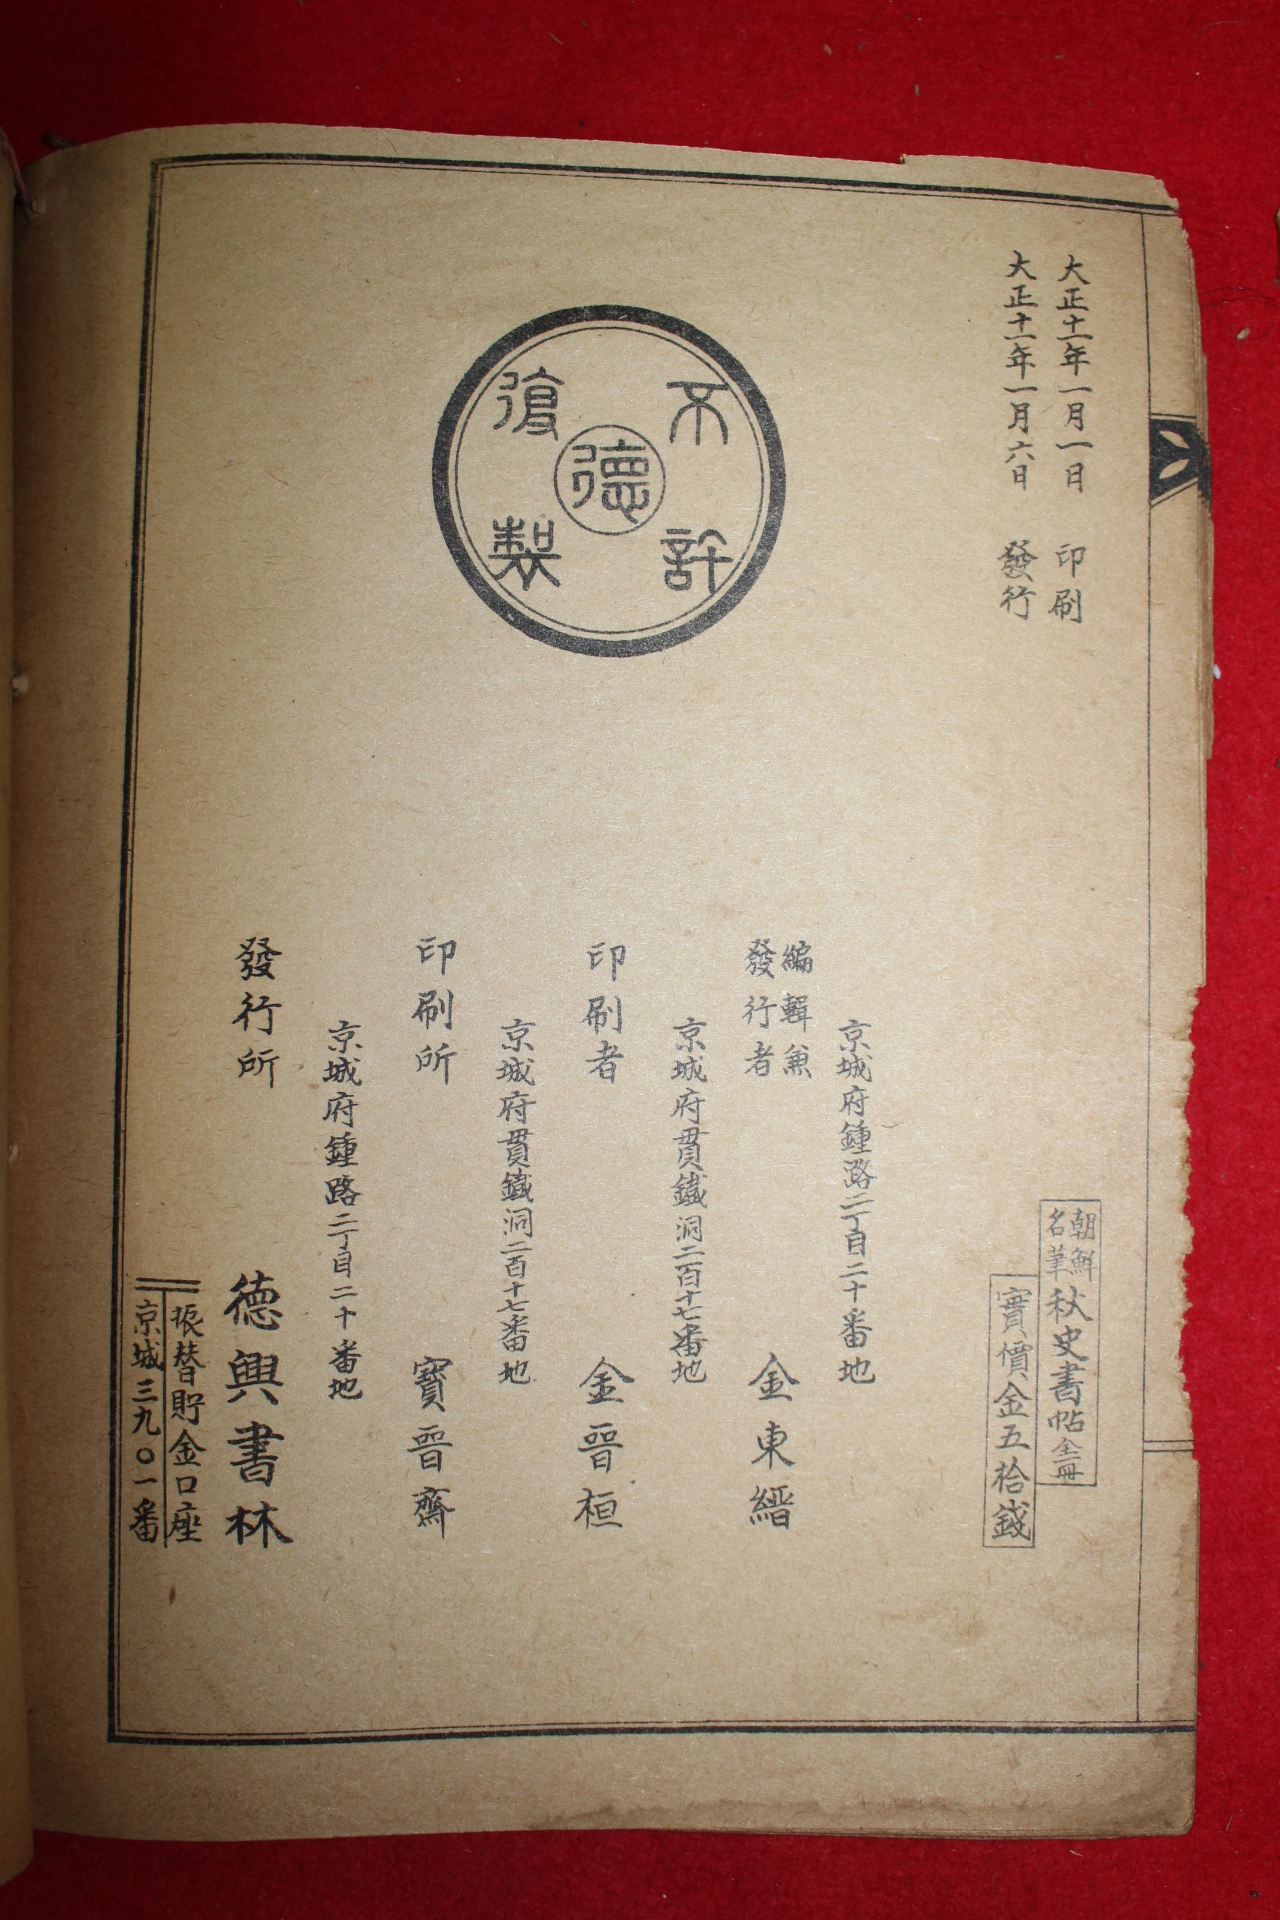 大正十一年一月一日 印刷
大正十一年一月六日 發行
朝鮮名筆 秋史書帖 全一冊
實價金五拾錢
不許
復製
德
京城府鍾路二丁目二十番地
編輯兼
發行者 金東縉
京城府貫鐵洞二百十七番地
印刷者 金晉桓
京城府貫鐵洞二百十七番地
印刷所 寶晉齋
京城府鍾路二丁目二十番地
發行所 德興書林
振替貯金口座
京城三九〇一番